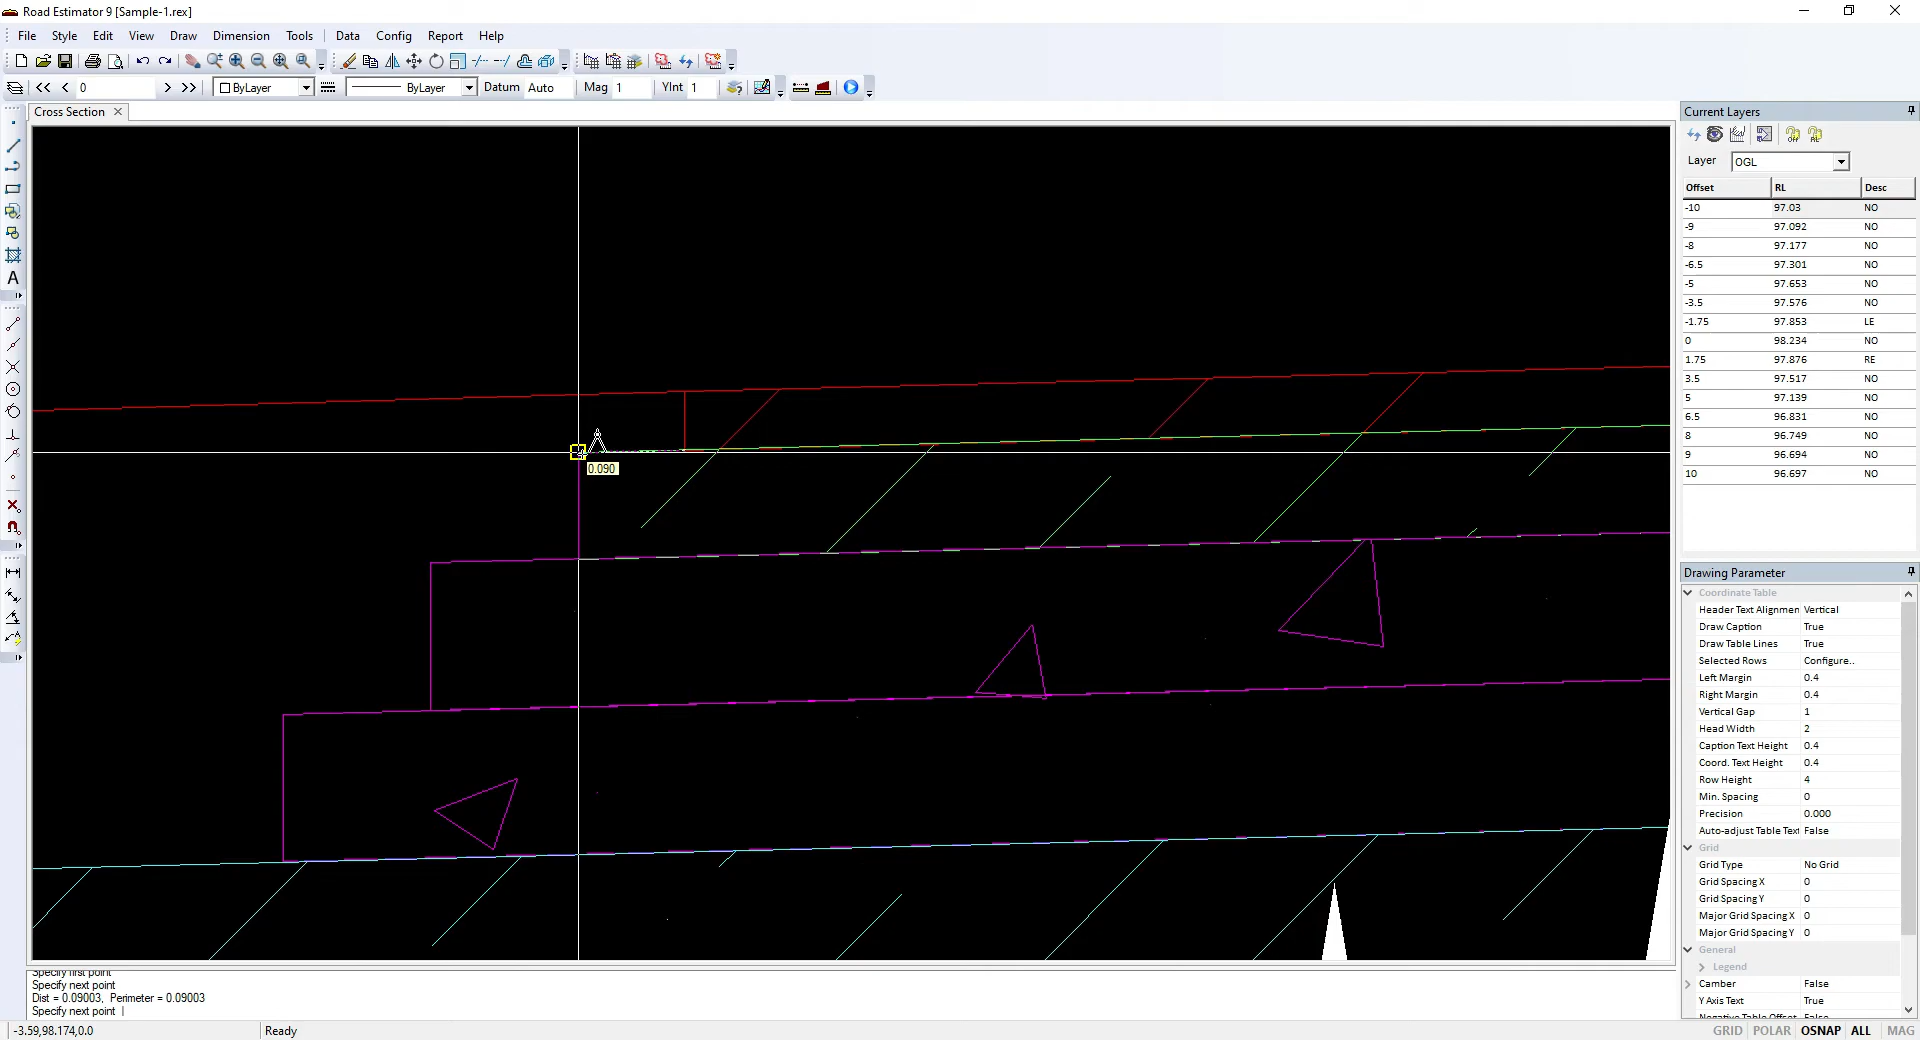 Road Estimator 9 [Sample-1.rex]
File Style Edit View Draw Dimension Tools Data Config Report Help
<< < 0 > >> ByLayer ByLayer Datum Auto Mag 1 YInt 1
Cross Section
A
0.090
Current Layers
Layer OGL
Offset RL Desc
-10 97.03 NO
-9 97.092 NO
-8 97.177 NO
-6.5 97.301 NO
-5 97.653 NO
-3.5 97.576 NO
-1.75 97.853 LE
0 98.234 NO
1.75 97.876 RE
3.5 97.517 NO
5 97.139 NO
6.5 96.831 NO
8 96.749 NO
9 96.694 NO
10 96.697 NO
Drawing Parameter
Coordinate Table
Header Text Alignmen Vertical
Draw Caption True
Draw Table Lines True
Selected Rows Configure..
Left Margin 0.4
Right Margin 0.4
Vertical Gap 1
Head Width 2
Caption Text Height 0.4
Coord. Text Height 0.4
Row Height 4
Min. Spacing 0
Precision 0.000
Auto-adjust Table Text False
Grid
Grid Type No Grid
Grid Spacing X 0
Grid Spacing Y 0
Major Grid Spacing X 0
Major Grid Spacing Y 0
General
Legend
Camber False
Y Axis Text True
Negative Table Offset False
Specify first point
Specify next point
Dist = 0.09003, Perimeter = 0.09003
Specify next point
-3.59,98.174,0.0 Ready
GRID POLAR OSNAP ALL MAG